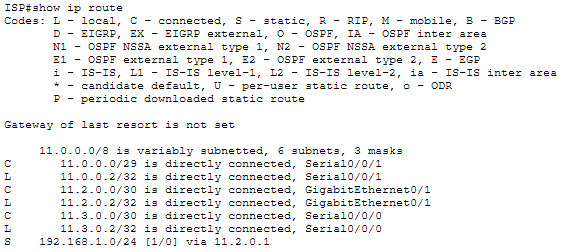 ISP#show ip route
Codes: L - local, C - connected, S - static, R - RIP, M - mobile, B - BGP
       D - EIGRP, EX - EIGRP external, O - OSPF, IA - OSPF inter area
       N1 - OSPF NSSA external type 1, N2 - OSPF NSSA external type 2
       E1 - OSPF external type 1, E2 - OSPF external type 2, E - EGP
       i - IS-IS, L1 - IS-IS level-1, L2 - IS-IS level-2, ia - IS-IS inter area
       * - candidate default, U - per-user static route, o - ODR
       P - periodic downloaded static route
Gateway of last resort is not set
     11.0.0.0/8 is variably subnetted, 6 subnets, 3 masks
C       11.0.0.0/29 is directly connected, Serial0/0/1
L       11.0.0.2/32 is directly connected, Serial0/0/1
C       11.2.0.0/30 is directly connected, GigabitEthernet0/1
L       11.2.0.2/32 is directly connected, GigabitEthernet0/1
C       11.3.0.0/30 is directly connected, Serial0/0/0
L       11.3.0.2/32 is directly connected, Serial0/0/0
S    192.168.1.0/24 [1/0] via 11.2.0.1